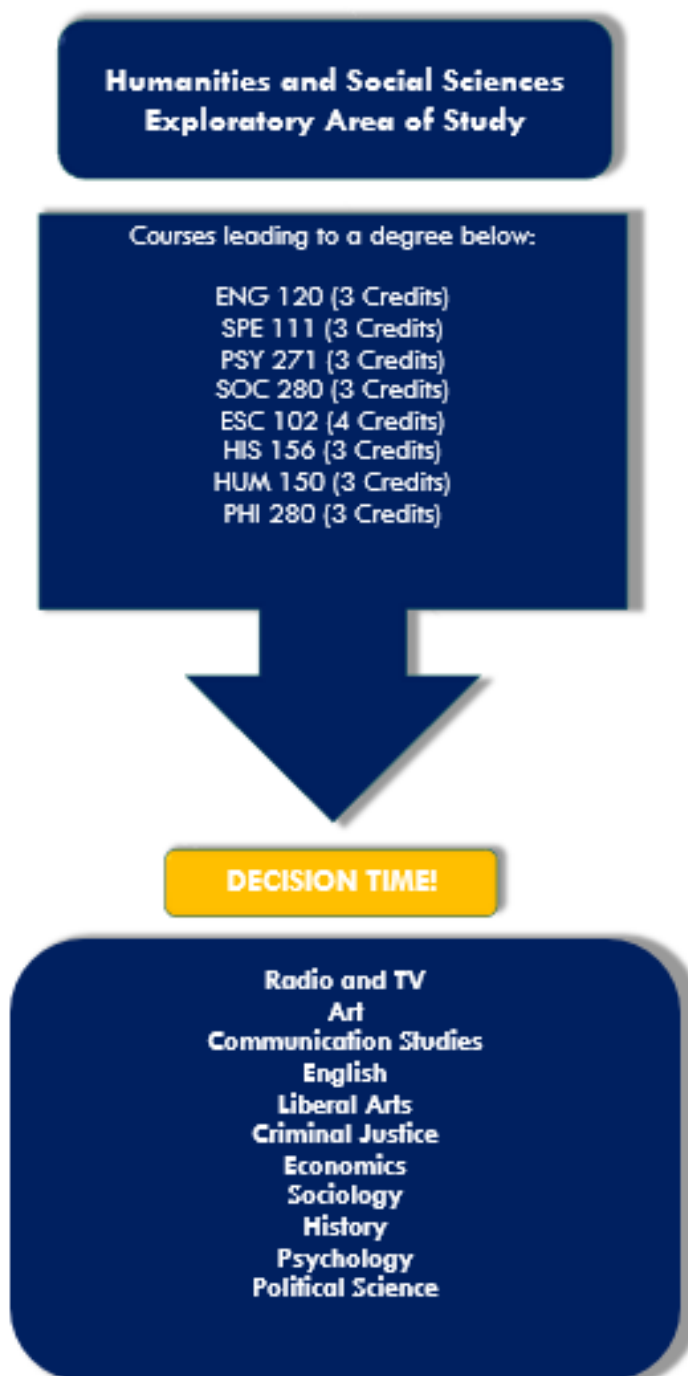 Humanities and Social Sciences
Exploratory Area of Study
Courses leading to a degree below:
ENG 120 (3 Credits)
SPE 111 (3 Credits)
PSY 271 (3 Credits)
SOC 280 (3 Credits)
ESC 102 (4 Credits)
HIS 156 (3 Credits)
HUM 150 (3 Credits)
PHI 280 (3 Credits)
DECISION TIME!
Radio and TV
Art
Communication Studies
English
Liberal Arts
Criminal Justice
Economics
Sociology
History
Psychology
Political Science